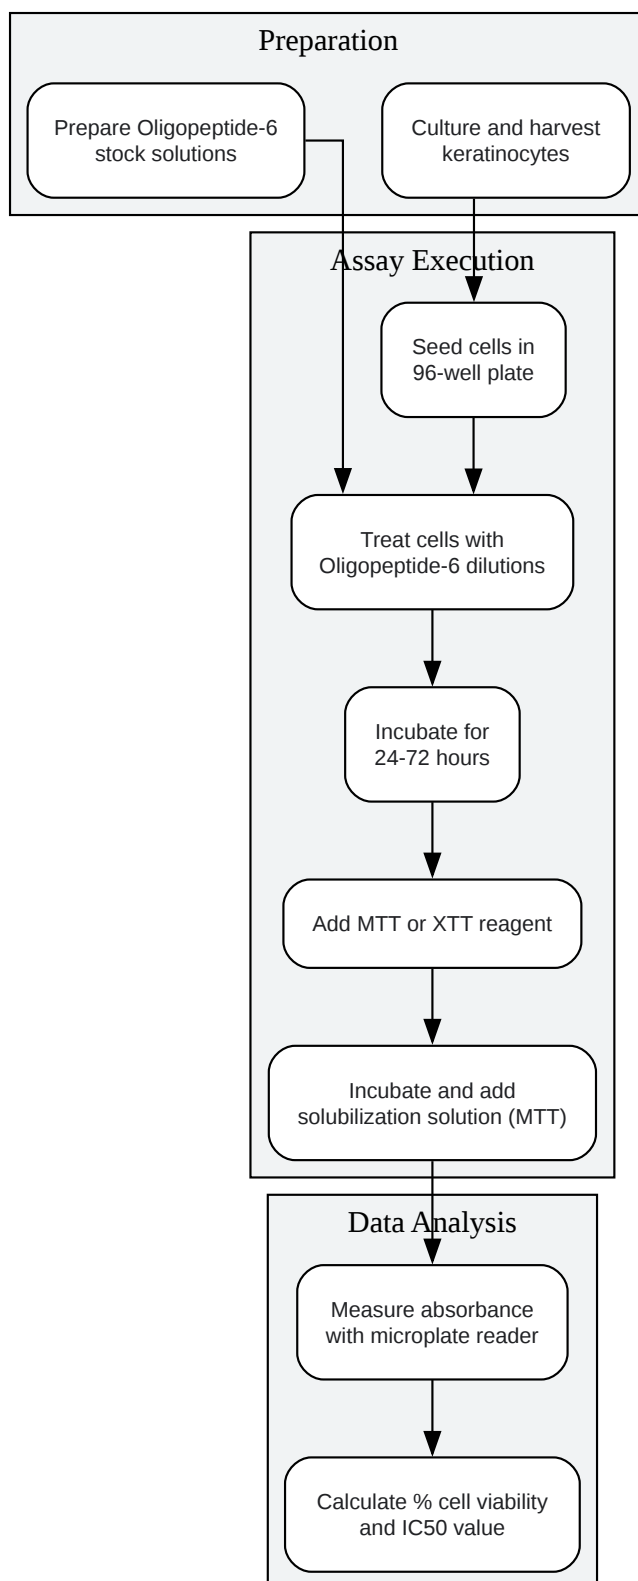 Preparation
Prepare Oligopeptide-6
stock solutions
Culture and harvest
keratinocytes
Assay Execution
Seed cells in
96-well plate
Treat cells with
Oligopeptide-6 dilutions
Incubate for
24-72 hours
Add MTT or XTT reagent
Incubate and add
solubilization solution (MTT)
Data Analysis
Measure absorbance
with microplate reader
Calculate % cell viability
and IC50 value